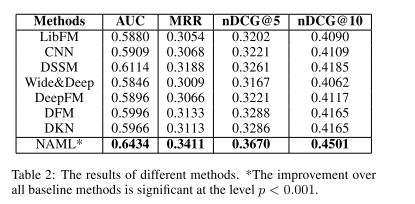 Methods AUC MRR nDCG@5 nDCG@10
LibFM 0.5880 0.3054 0.3202 0.4090
CNN 0.5909 0.3068 0.3221 0.4109
DSSM 0.6114 0.3188 0.3261 0.4185
Wide&Deep 0.5846 0.3009 0.3167 0.4062
DeepFM 0.5896 0.3066 0.3221 0.4117
DFM 0.5996 0.3133 0.3288 0.4165
DKN 0.5966 0.3113 0.3286 0.4165
NAML* 0.6434 0.3411 0.3670 0.4501
Table 2: The results of different methods. *The improvement over
all baseline methods is significant at the level p < 0.001.